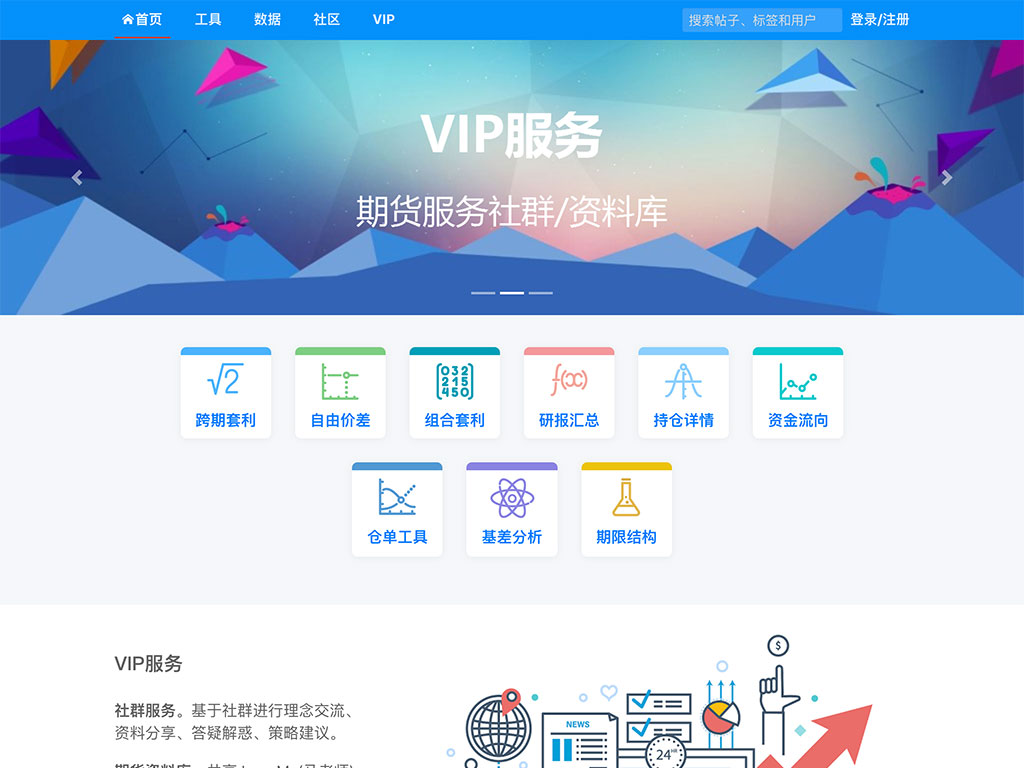 首页 工具 数据 社区 VIP 搜索帖子、标签和用户 登录/注册
VIP服务
期货服务社群/资料库
√2
032
215
450
f(x)
跨期套利 自由价差 组合套利 研报汇总 持仓详情 资金流向
仓单工具 基差分析 期限结构
VIP服务
社群服务。基于社群进行理念交流、
资料分享、答疑解惑、策略建议。
$
NEWS
24